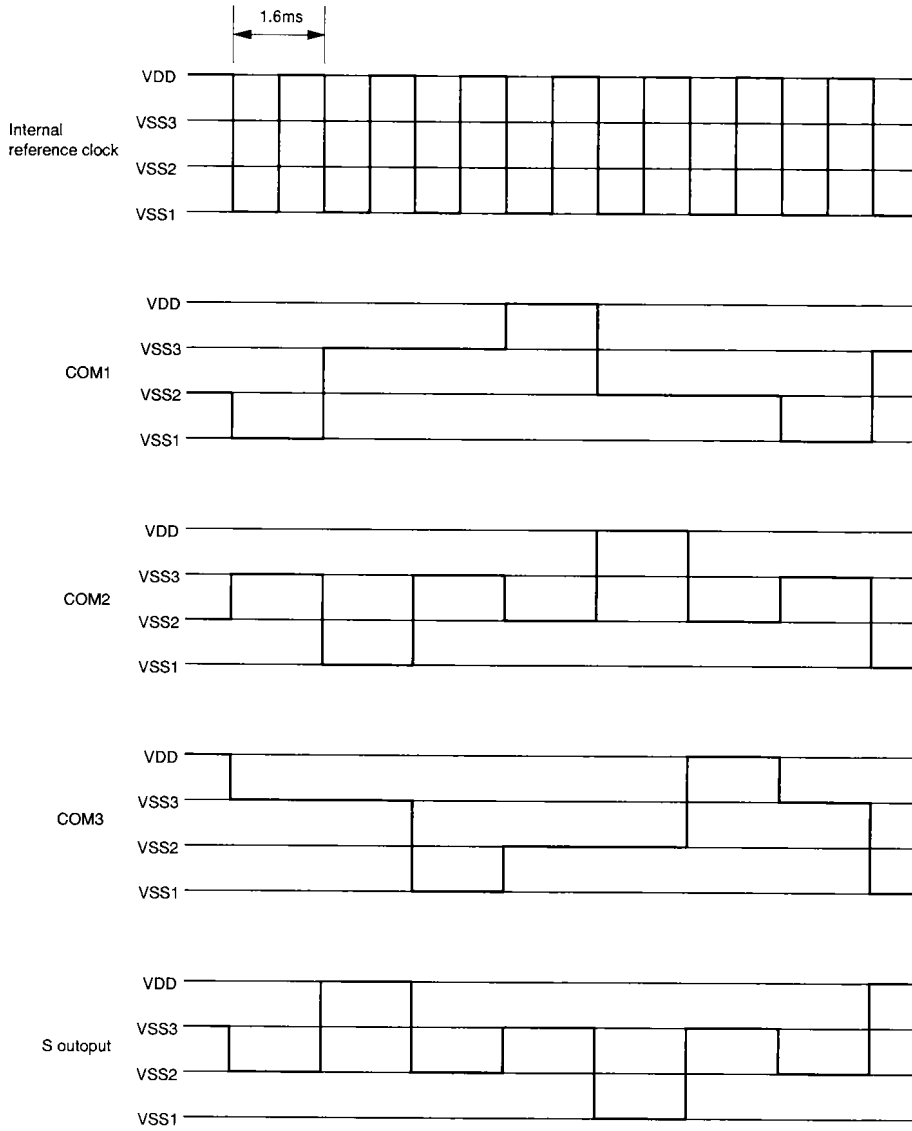 1.6ms
VDD
VSS3
Internal
reference clock
VSS2
VSS1
VDD
VSS3
COM1
VSS2
VSS1
VDD
VSS3
COM2
VSS2
VSS1
VDD
VSS3
COM3
VSS2
VSS1
VDD
VSS3
S outoput
VSS2
VSS1